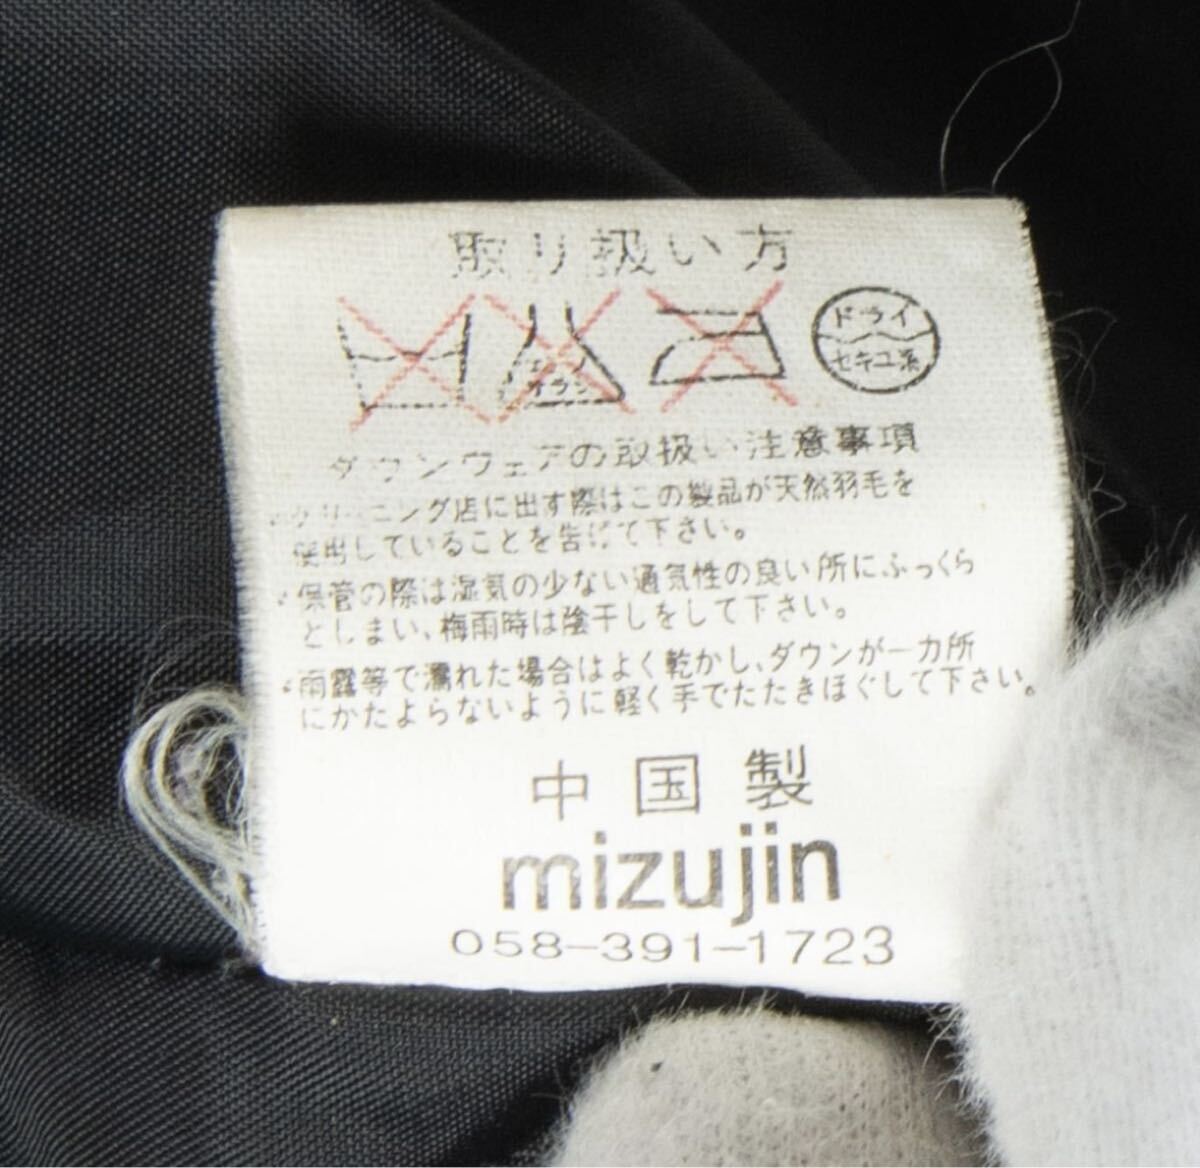 取り扱い方
エンソ
サラシ
ドライ
セキユ系
ダウンウェアの取扱い注意事項
クリーニング店に出す際はこの製品が天然羽毛を
使用していることを告げて下さい。
保管の際は湿気の少ない通気性の良い所にふっくら
としまい、梅雨時は陰干しをして下さい。
雨露等で濡れた場合はよく乾かし、ダウンが一カ所
にかたよらないように軽く手でたたきほぐして下さい。
中国製
mizujin
058-391-1723